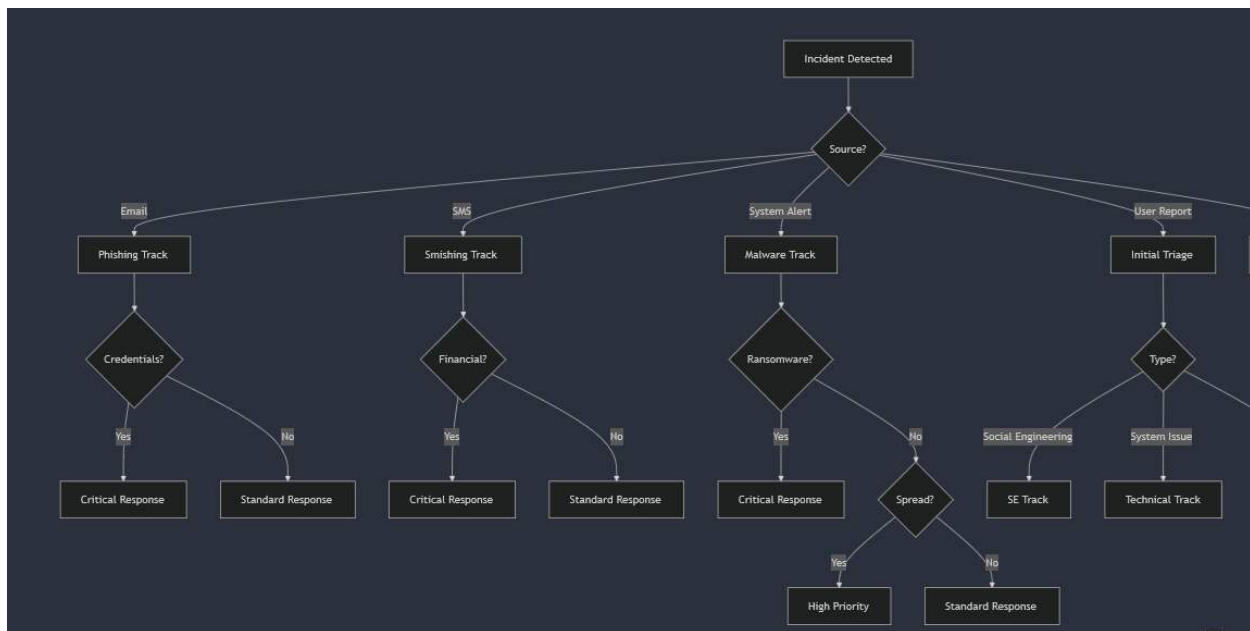 Incident Detected
Source?
Email
SMS
System Alert
User Report
Phishing Track
Smishing Track
Malware Track
Initial Triage
Credentials?
Financial?
Ransomware?
Type?
Yes
No
Yes
No
Yes
No
Social Engineering
System Issue
Critical Response
Standard Response
Critical Response
Standard Response
Critical Response
Spread?
SE Track
Technical Track
Yes
No
High Priority
Standard Response